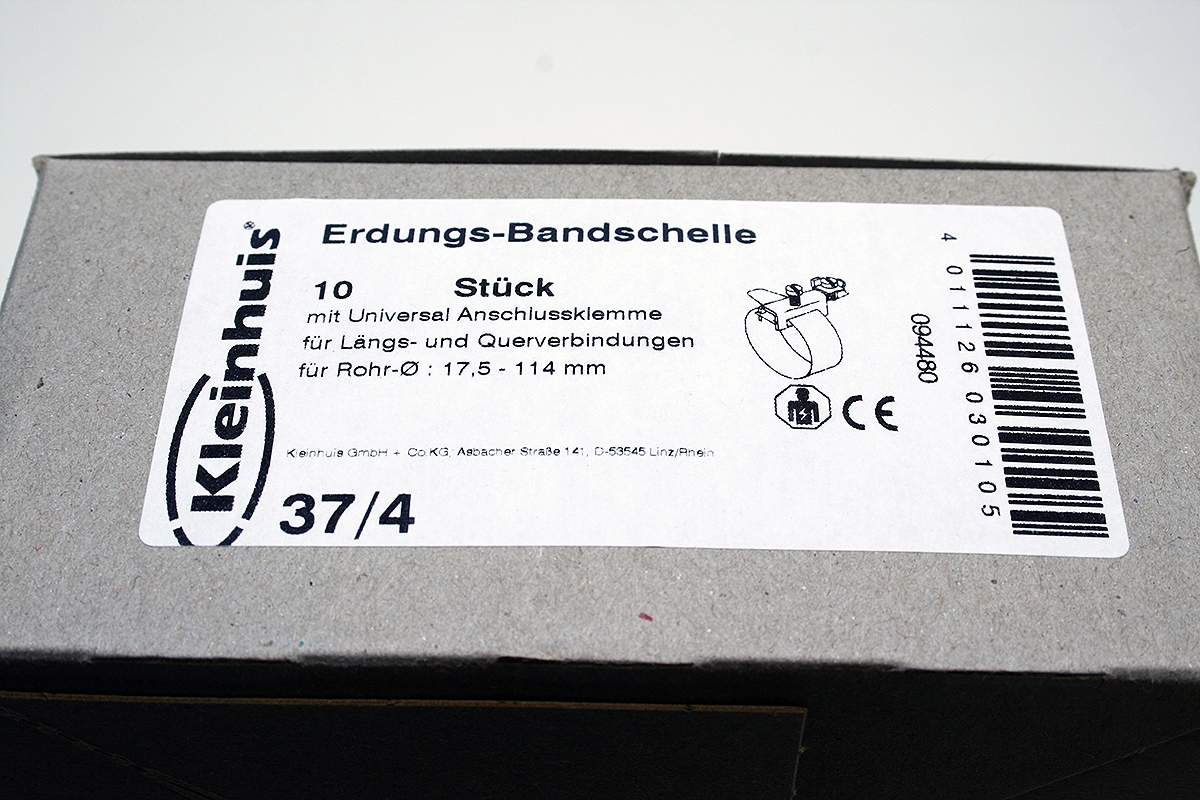 Kleinhuis®
Erdungs-Bandschelle
10 Stück
mit Universal Anschlussklemme
für Längs- und Querverbindungen
für Rohr-Ø : 17,5 - 114 mm
Kleinhuis GmbH + Co.KG, Asbacher Straße 141, D-53545 Linz/Rhein
37/4
CE
094480
4 011126 030105